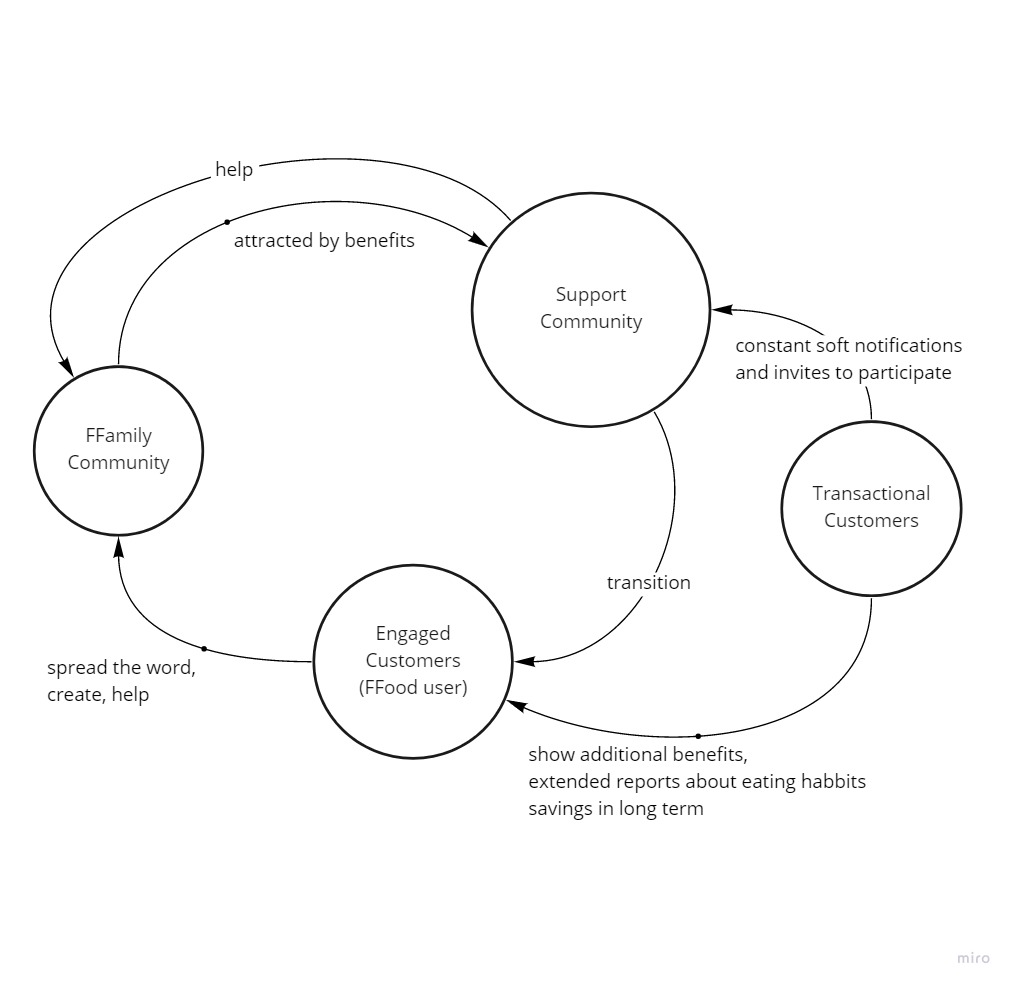 help
attracted by benefits
Support
Community
constant soft notifications
and invites to participate
FFamily
Community
Transactional
Customers
transition
Engaged
Customers
(FFood user)
spread the word,
create, help
show additional benefits,
extended reports about eating habbits
savings in long term
miro